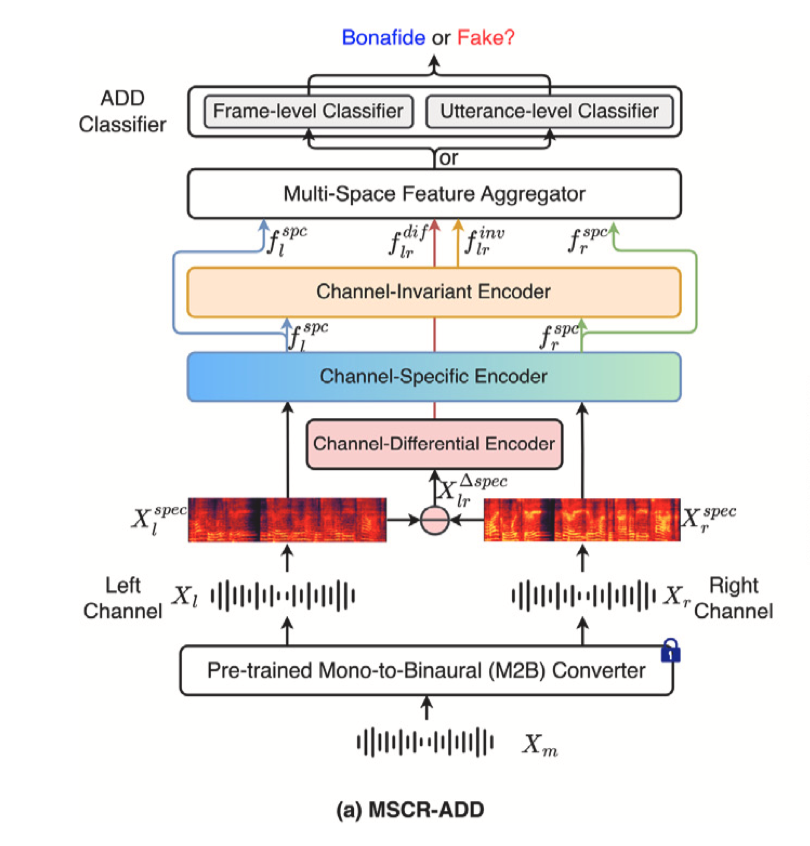 Bonafide or Fake?
ADD
Classifier
Frame-level Classifier
Utterance-level Classifier
or
Multi-Space Feature Aggregator
f_l^{spc}
f_{lr}^{dif}
f_{lr}^{inv}
f_r^{spc}
Channel-Invariant Encoder
f_l^{spc}
f_r^{spc}
Channel-Specific Encoder
Channel-Differential Encoder
X_{lr}^{Δspec}
X_l^{spec}
X_r^{spec}
Left
Channel
X_l
X_r
Right
Channel
Pre-trained Mono-to-Binaural (M2B) Converter
X_m
(a) MSCR-ADD